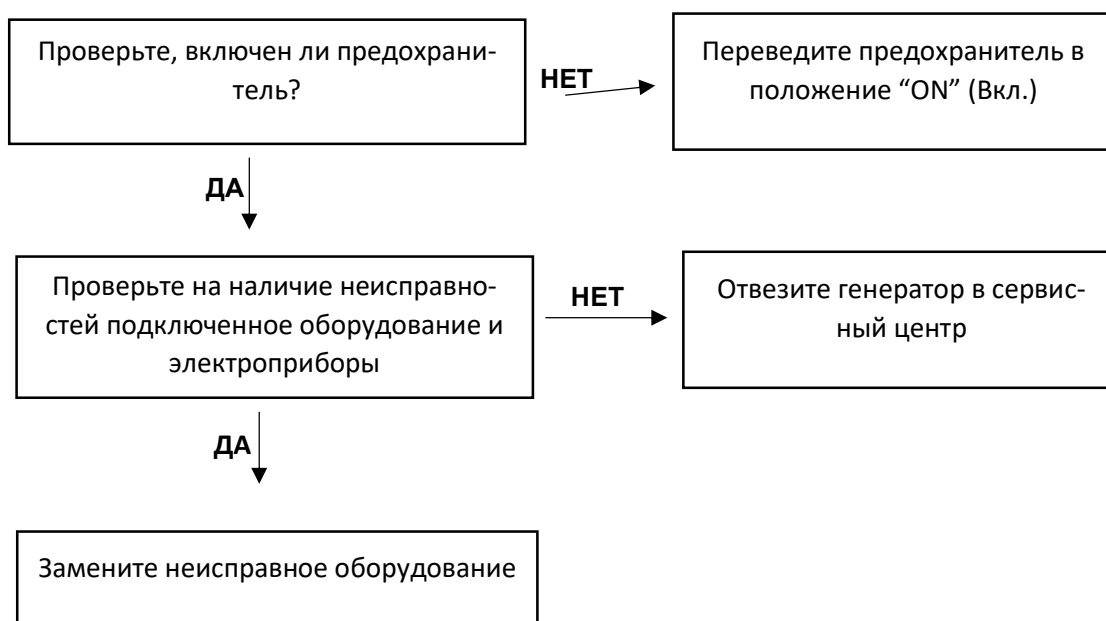 Проверьте, включен ли предохрани-
тель?
НЕТ
Переведите предохранитель в
положение “ON” (Вкл.)
ДА
Проверьте на наличие неисправно-
стей подключенное оборудование и
электроприборы
НЕТ
Отвезите генератор в сервис-
ный центр
ДА
Замените неисправное оборудование